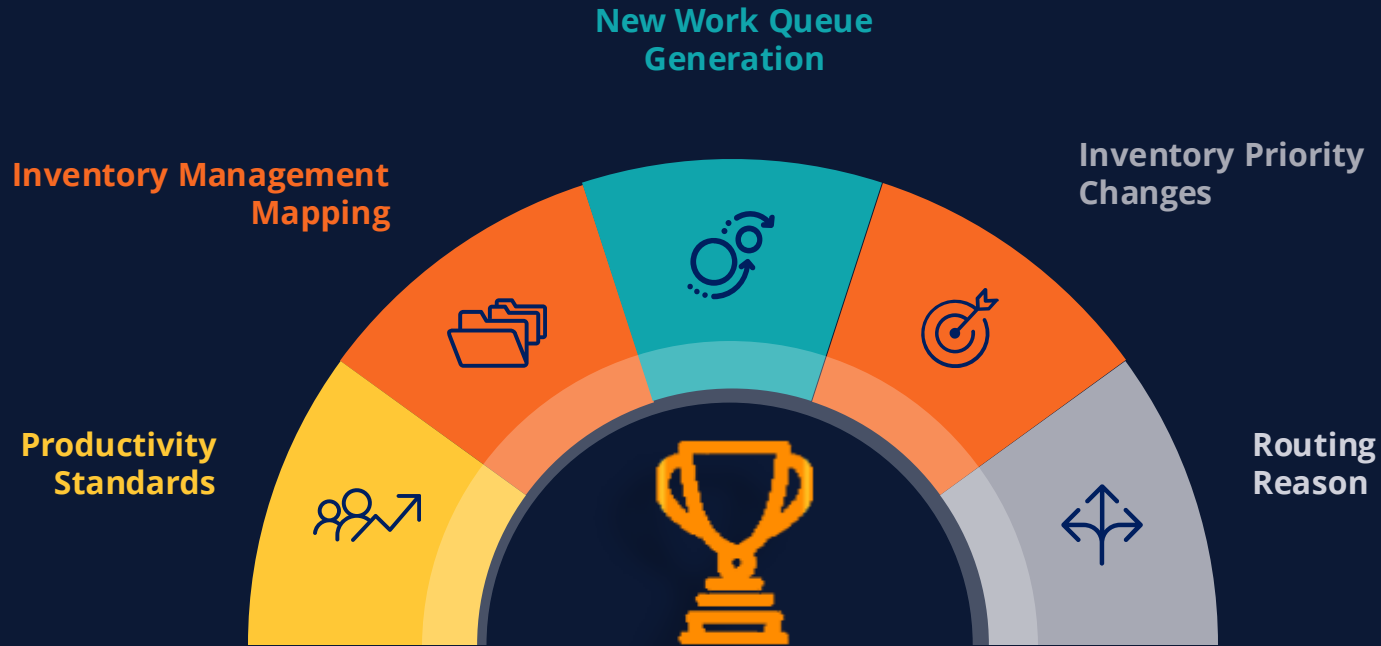 New Work Queue
Generation
Inventory Management
Mapping
Inventory Priority
Changes
Productivity
Standards
Routing
Reason